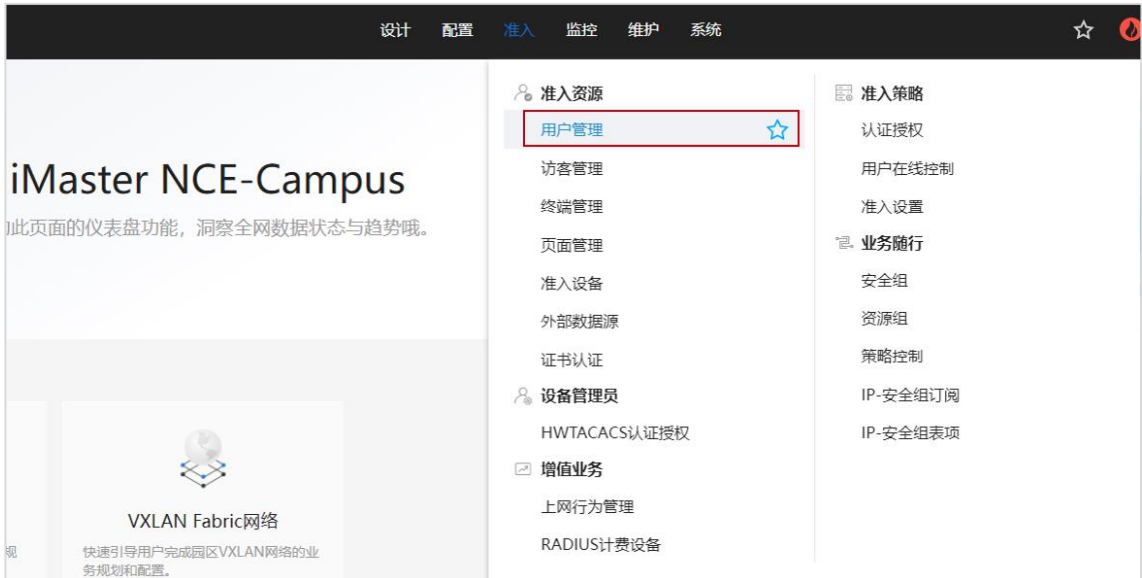 设计 配置 准入 监控 维护 系统
iMaster NCE-Campus
此页面的仪表盘功能，洞察全网数据状态与趋势哦。
VXLAN Fabric网络
规
快速引导用户完成园区VXLAN网络的业
务规划和配置。
准入资源
用户管理
访客管理
终端管理
页面管理
准入设备
外部数据源
证书认证
设备管理员
HWTACACS认证授权
增值业务
上网行为管理
RADIUS计费设备
准入策略
认证授权
用户在线控制
准入设置
业务随行
安全组
资源组
策略控制
IP-安全组订阅
IP-安全组表项